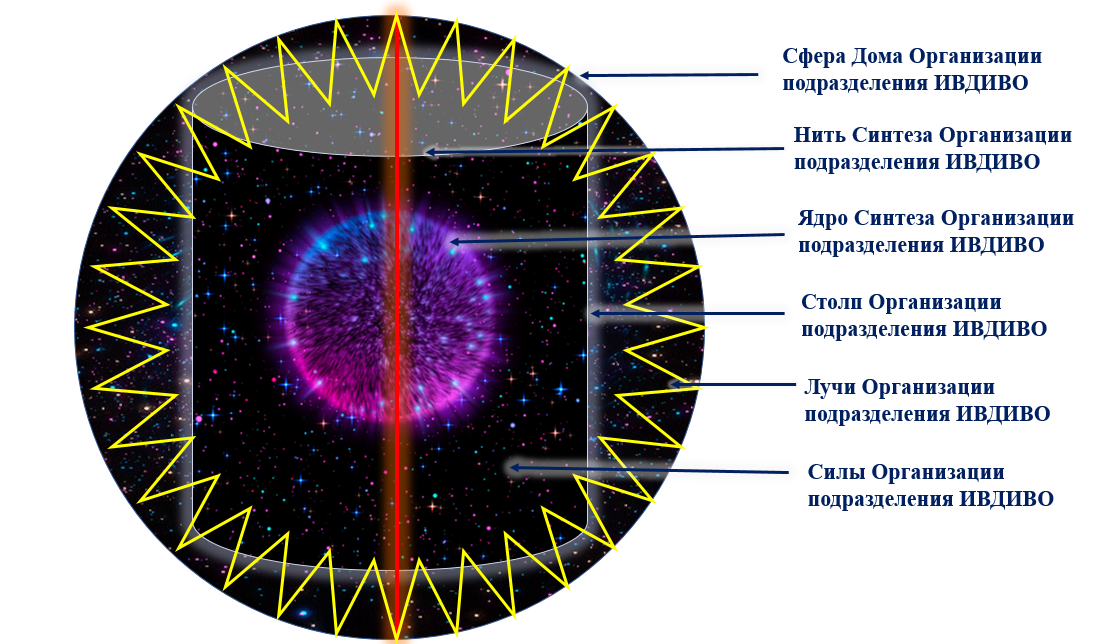 Сфера Дома Организации
подразделения ИВДИВО
Нить Синтеза Организации
подразделения ИВДИВО
Ядро Синтеза Организации
подразделения ИВДИВО
Столп Организации
подразделения ИВДИВО
Лучи Организации
подразделения ИВДИВО
Силы Организации
подразделения ИВДИВО